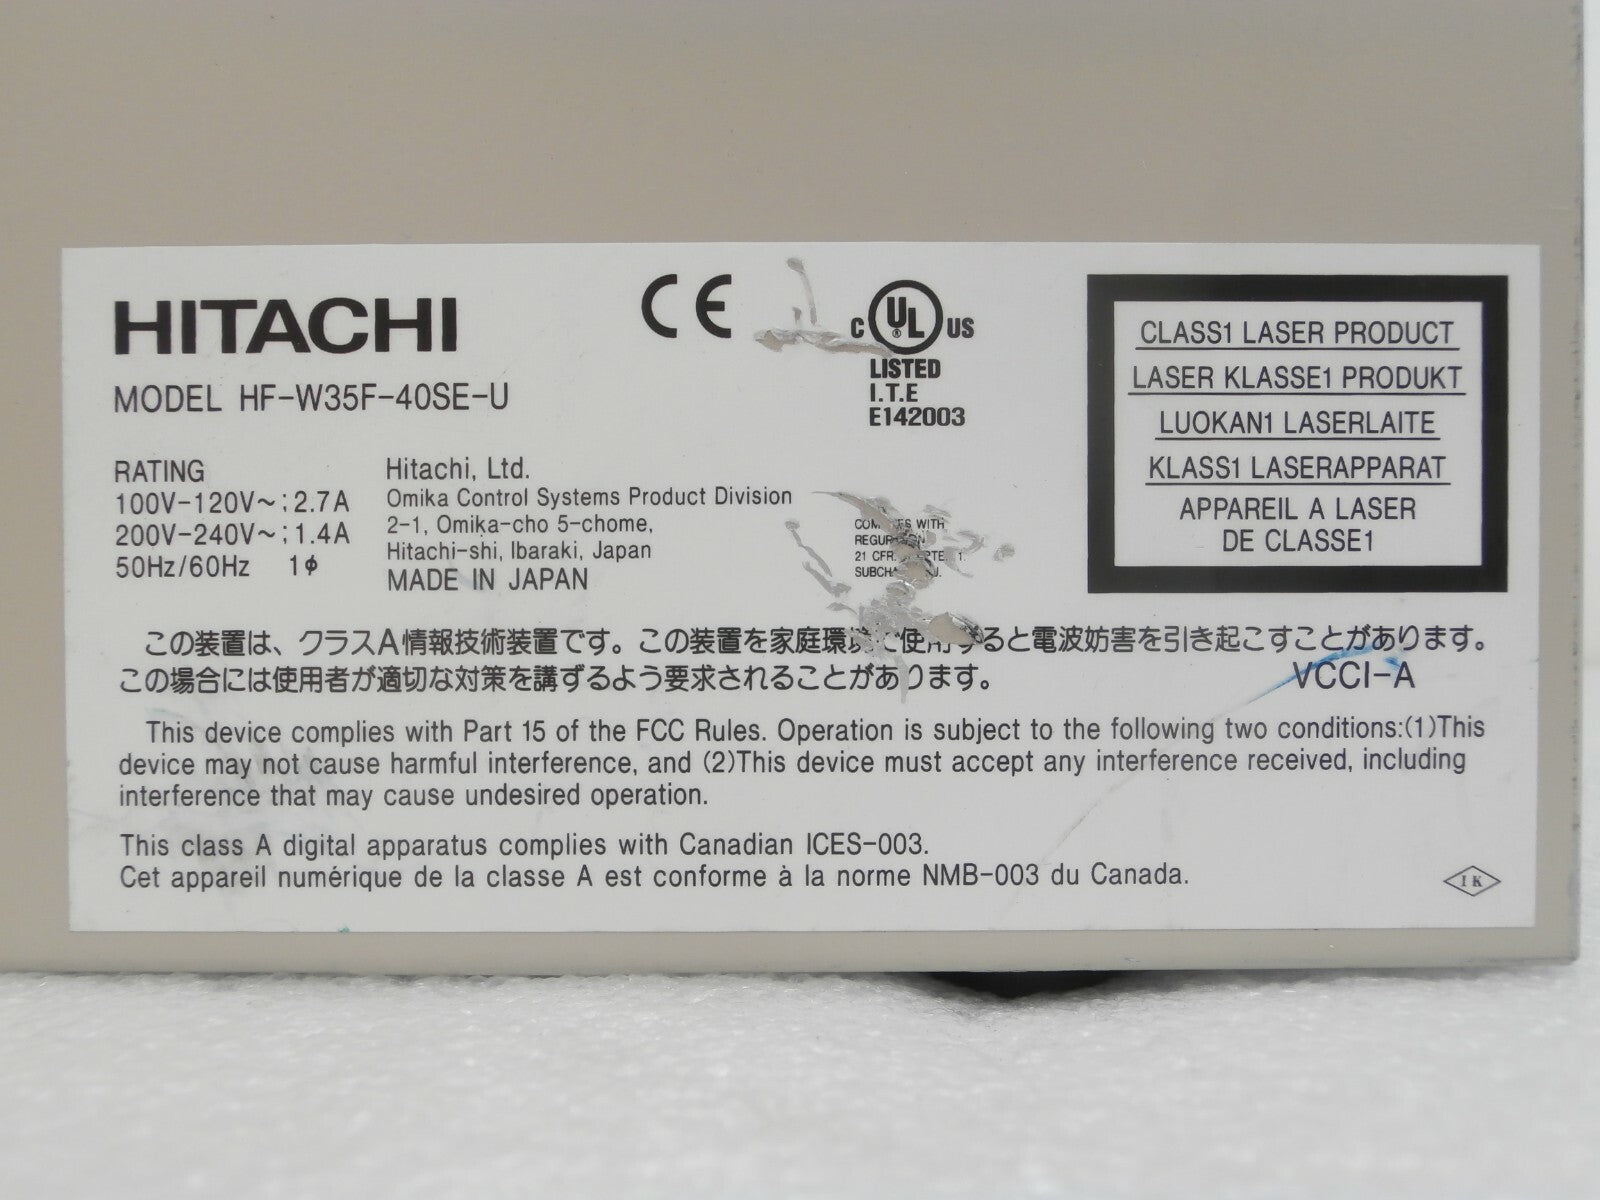 HITACHI
MODEL HF-W35F-40SE-U
RATING
100V-120V~; 2.7A
200V-240V~; 1.4A
50Hz/60Hz 1φ
Hitachi, Ltd.
Omika Control Systems Product Division
2-1, Omika-cho 5-chome,
Hitachi-shi, Ibaraki, Japan
MADE IN JAPAN
CE
C UL ® US
LISTED
I.T.E
E142003
WITH
21 CFR
CLASS1 LASER PRODUCT
LASER KLASSE1 PRODUKT
LUOKAN1 LASERLAITE
KLASS1 LASERAPPARAT
APPAREIL A LASER
DE CLASSE1
この装置は、クラスA情報技術装置です。この装置を家庭環境で使用すると電波妨害を引き起こすことがあります。
この場合には使用者が適切な対策を講ずるよう要求されることがあります。
VCCI-A
This device complies with Part 15 of the FCC Rules. Operation is subject to the following two conditions:(1)This
device may not cause harmful interference, and (2)This device must accept any interference received, including
interference that may cause undesired operation.
This class A digital apparatus complies with Canadian ICES-003.
Cet appareil numérique de la classe A est conforme à la norme NMB-003 du Canada.
IK